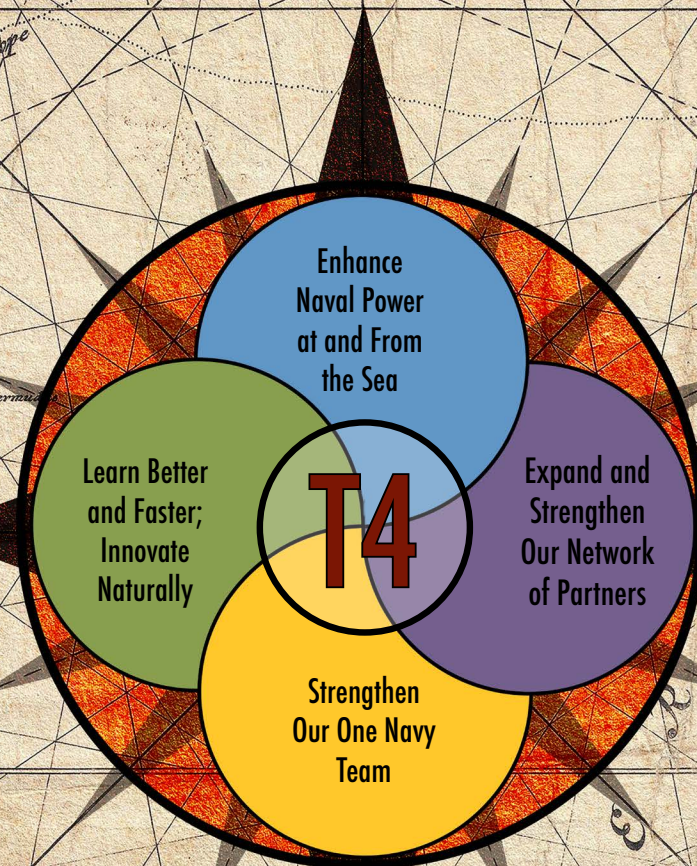 Enhance
Naval Power
at and From
the Sea
Learn Better
and Faster;
Innovate
Naturally
T4
Expand and
Strengthen
Our Network
of Partners
Strengthen
Our One Navy
Team